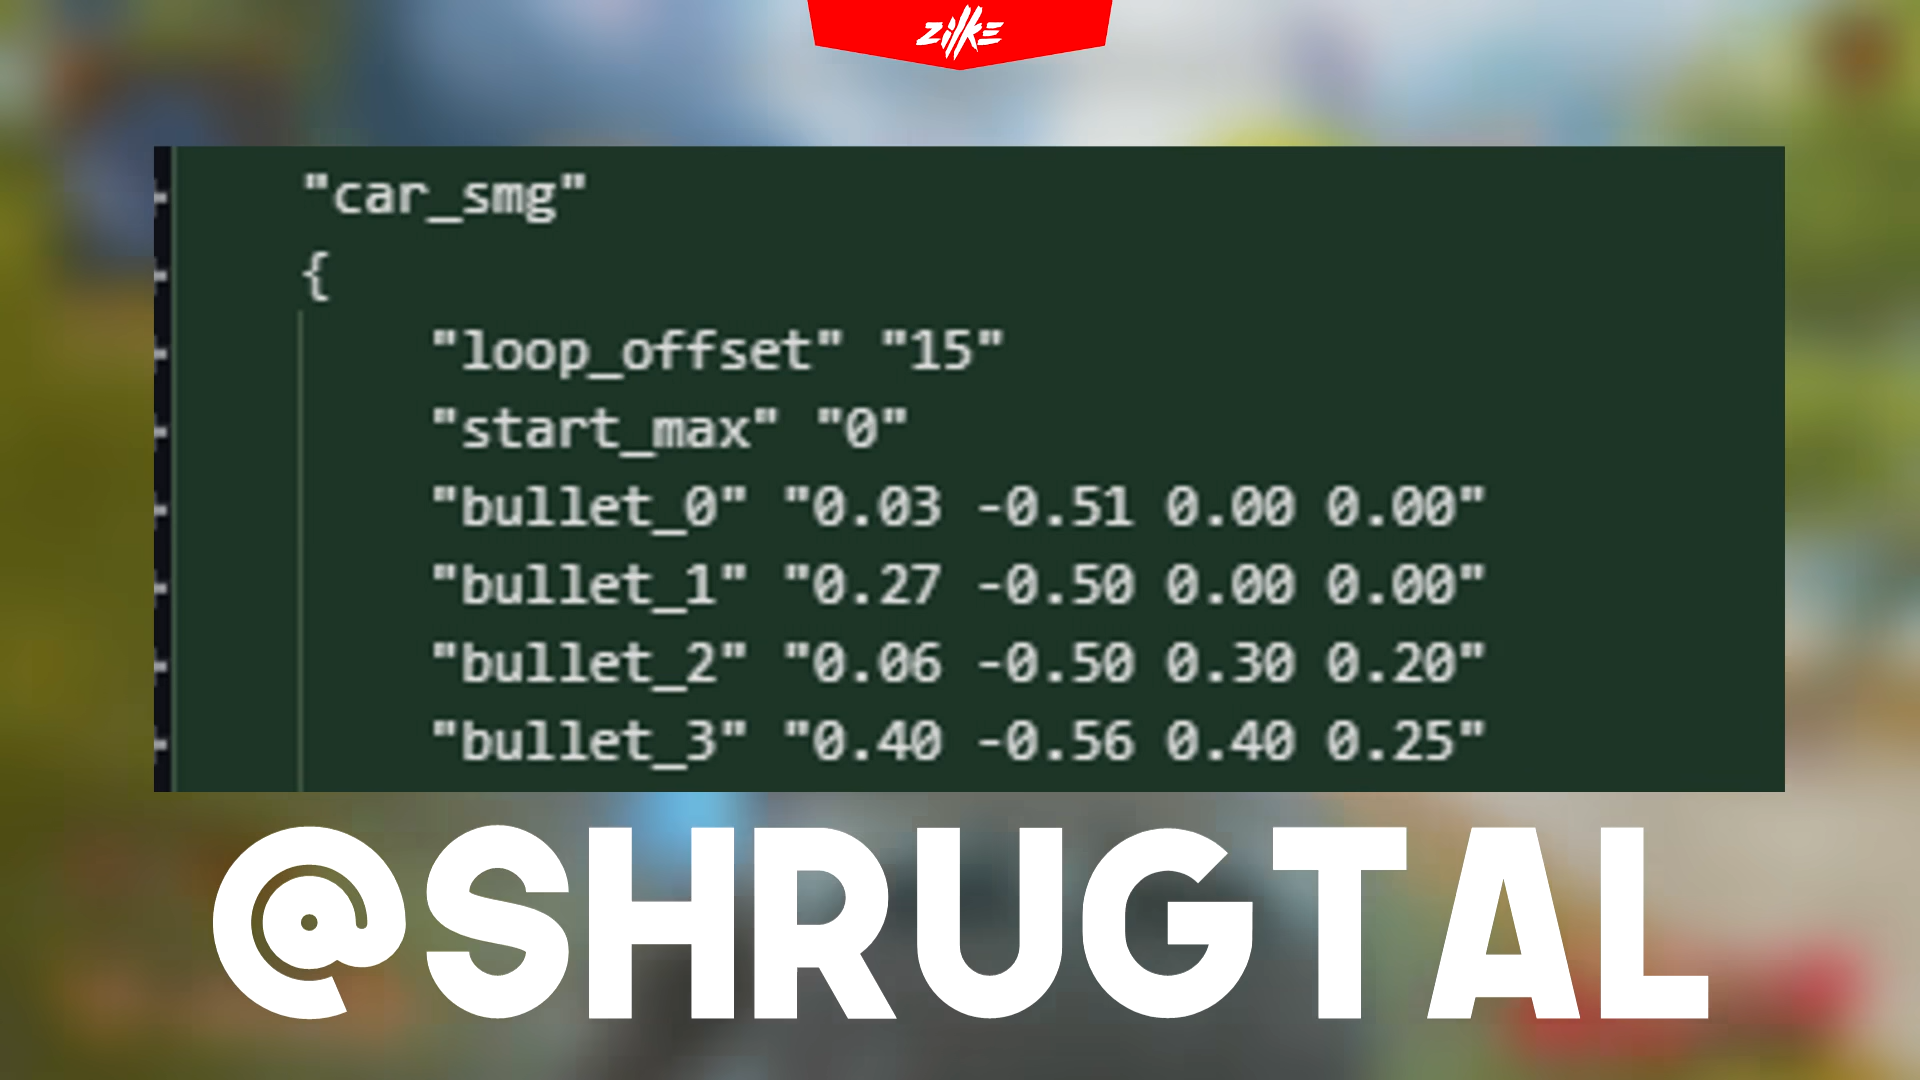 ZilkE
"car_smg"
{
"loop_offset" "15"
"start_max" "0"
"bullet_0" "0.03 -0.51 0.00 0.00"
"bullet_1" "0.27 -0.50 0.00 0.00"
"bullet_2" "0.06 -0.50 0.30 0.20"
"bullet_3" "0.40 -0.56 0.40 0.25"
@SHRUGTAL